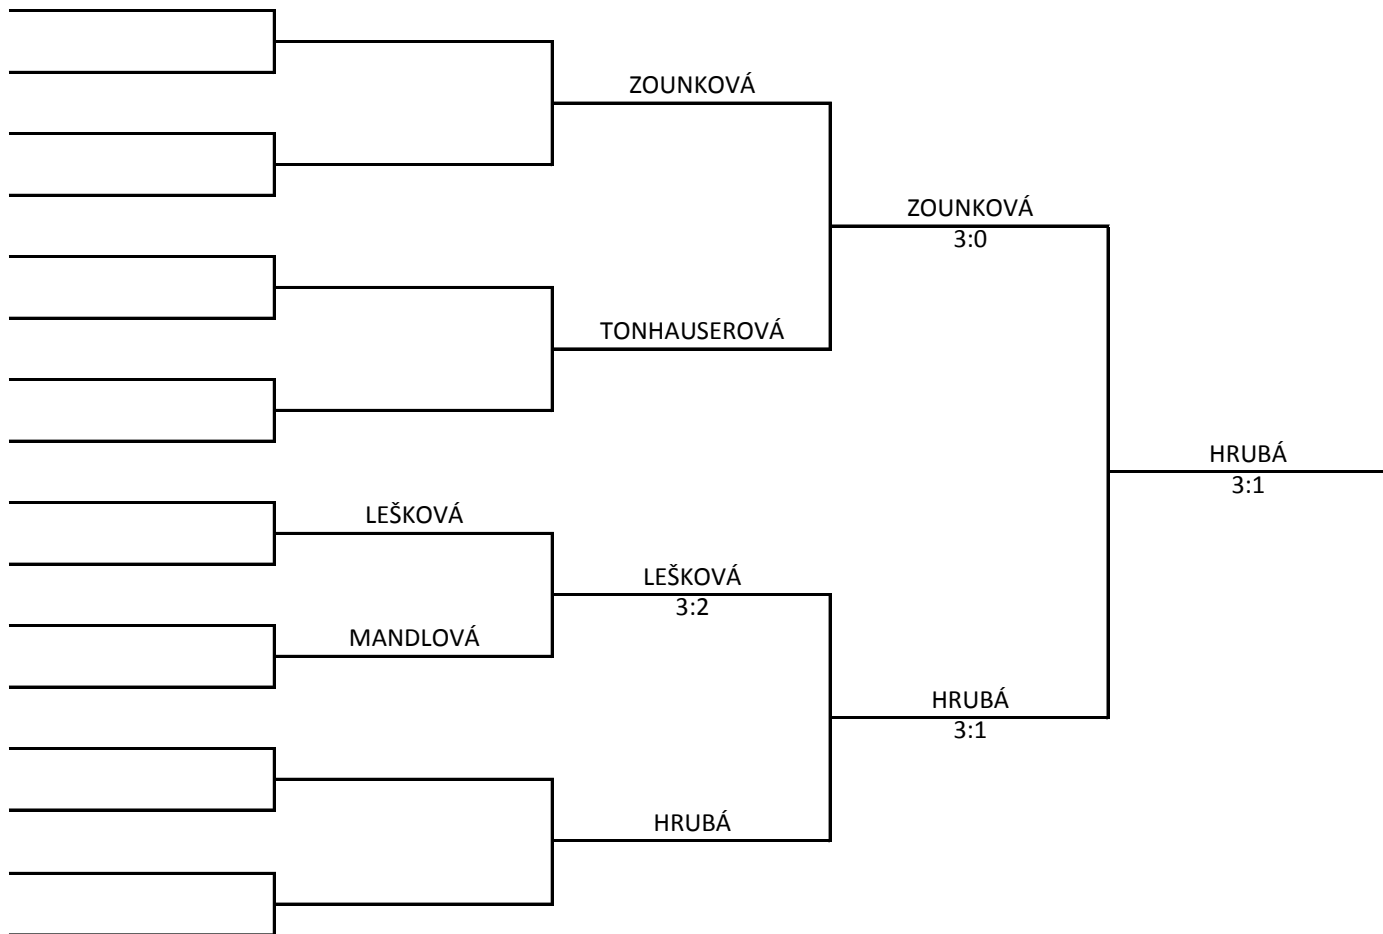 ZOUNKOVÁ
ZOUNKOVÁ
3:0
TONHAUSEROVÁ
HRUBÁ
3:1
LEŠKOVÁ
LEŠKOVÁ
3:2
MANDLOVÁ
HRUBÁ
3:1
HRUBÁ